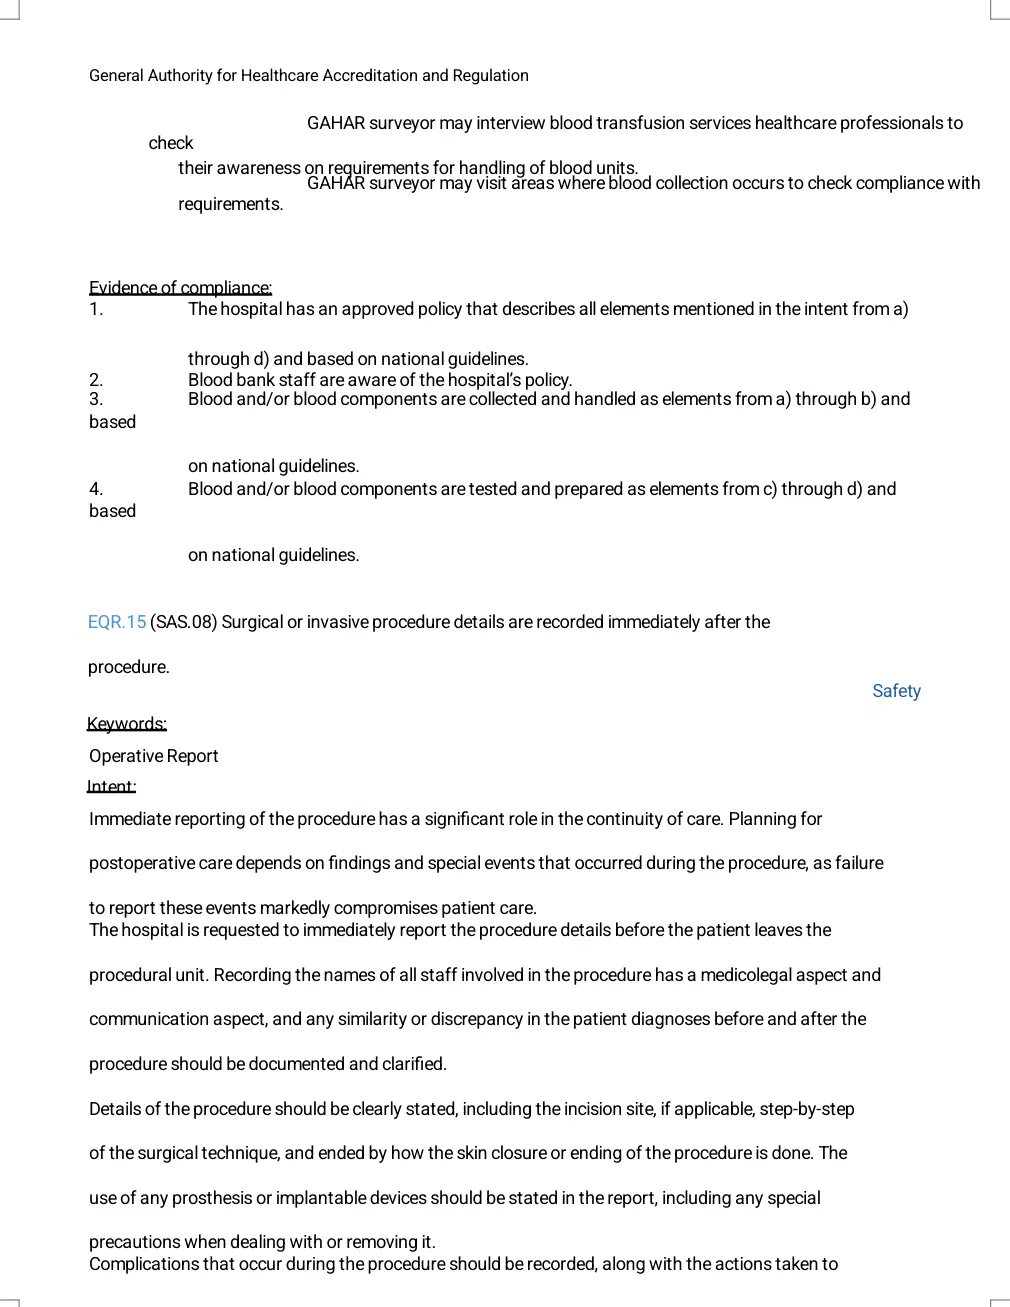 General Authority for Healthcare Accreditation and Regulation
GAHAR surveyor may interview blood transfusion services healthcare professionals to
check
their awareness on requirements for handling of blood units.
GAHAR surveyor may visit areas where blood collection occurs to check compliance with
requirements.
Evidence of compliance:
1. The hospital has an approved policy that describes all elements mentioned in the intent from a)
through d) and based on national guidelines.
2. Blood bank staff are aware of the hospital’s policy.
3. Blood and/or blood components are collected and handled as elements from a) through b) and
based
on national guidelines.
4. Blood and/or blood components are tested and prepared as elements from c) through d) and
based
on national guidelines.
EQR.15 (SAS.08) Surgical or invasive procedure details are recorded immediately after the
procedure.
Safety
Keywords:
Operative Report
Intent:
Immediate reporting of the procedure has a significant role in the continuity of care. Planning for
postoperative care depends on findings and special events that occurred during the procedure, as failure
to report these events markedly compromises patient care.
The hospital is requested to immediately report the procedure details before the patient leaves the
procedural unit. Recording the names of all staff involved in the procedure has a medicolegal aspect and
communication aspect, and any similarity or discrepancy in the patient diagnoses before and after the
procedure should be documented and clarified.
Details of the procedure should be clearly stated, including the incision site, if applicable, step-by-step
of the surgical technique, and ended by how the skin closure or ending of the procedure is done. The
use of any prosthesis or implantable devices should be stated in the report, including any special
precautions when dealing with or removing it.
Complications that occur during the procedure should be recorded, along with the actions taken to